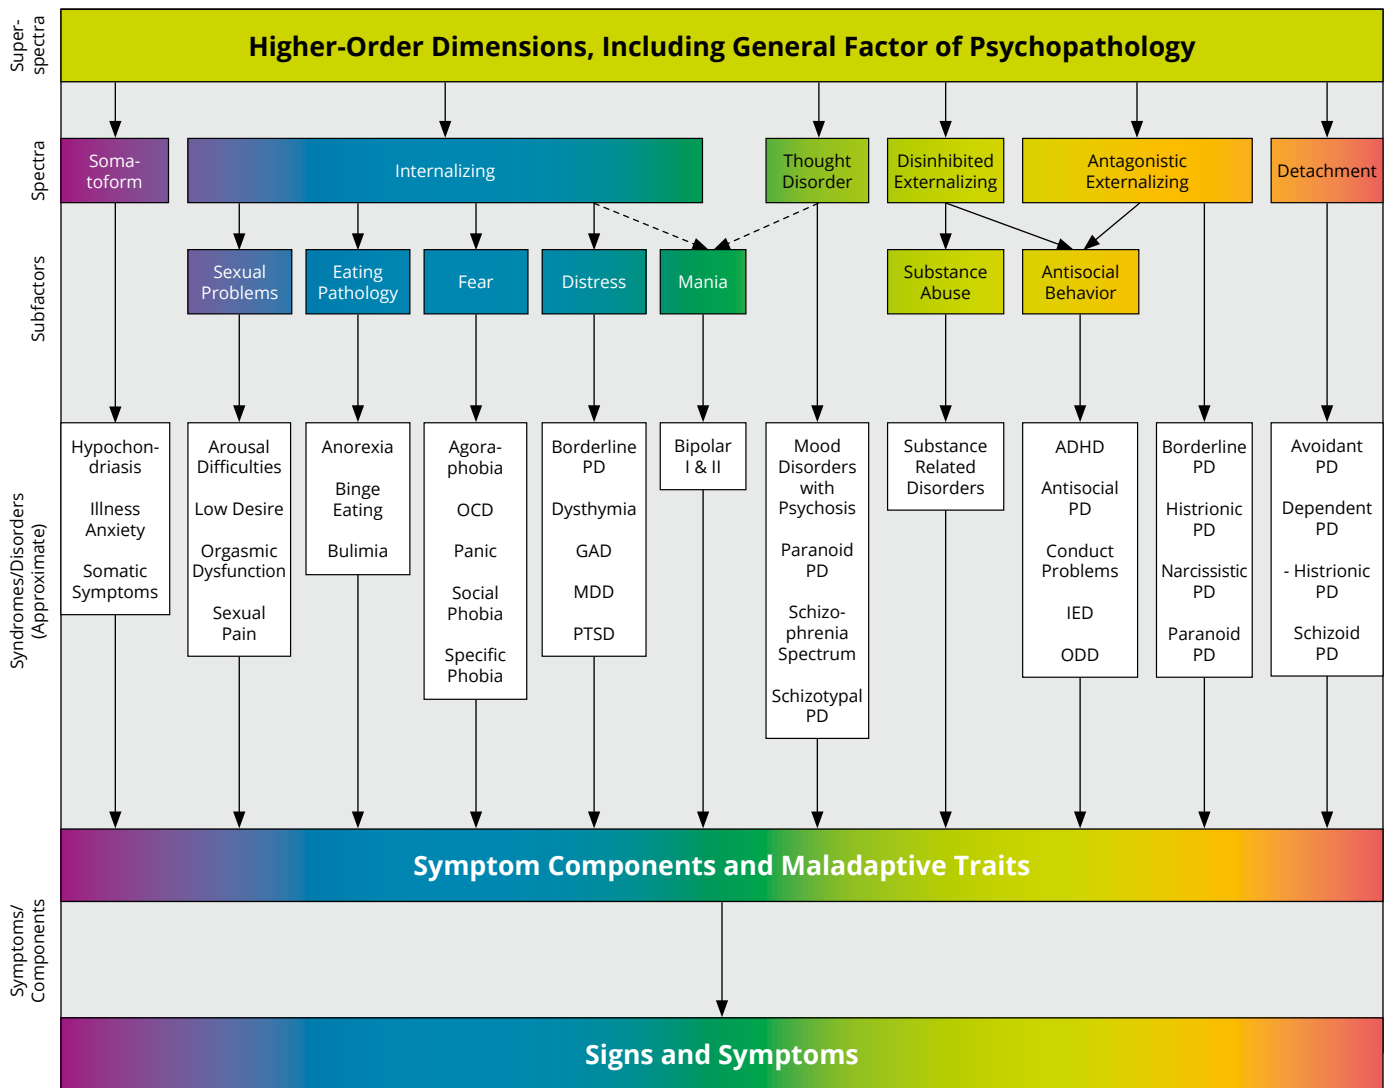 Super-
spectra
Higher-Order Dimensions, Including General Factor of Psychopathology
Spectra
Soma-
toform
Internalizing
Thought
Disorder
Disinhibited
Externalizing
Antagonistic
Externalizing
Detachment
Subfactors
Sexual
Problems
Eating
Pathology
Fear
Distress
Mania
Substance
Abuse
Antisocial
Behavior
Syndromes/Disorders
(Approximate)
Hypochon-
driasis
Illness
Anxiety
Somatic
Symptoms
Arousal
Difficulties
Low Desire
Orgasmic
Dysfunction
Sexual
Pain
Anorexia
Binge
Eating
Bulimia
Agora-
phobia
OCD
Panic
Social
Phobia
Specific
Phobia
Borderline
PD
Dysthymia
GAD
MDD
PTSD
Bipolar
I & II
Mood
Disorders
with
Psychosis
Paranoid
PD
Schizo-
phrenia
Spectrum
Schizotypal
PD
Substance
Related
Disorders
ADHD
Antisocial
PD
Conduct
Problems
IED
ODD
Borderline
PD
Histrionic
PD
Narcissistic
PD
Paranoid
PD
Avoidant
PD
Dependent
PD
- Histrionic
PD
Schizoid
PD
Symptom Components and Maladaptive Traits
Symptoms/
Components
Signs and Symptoms